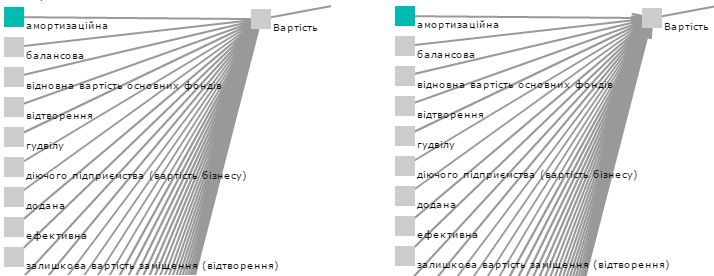 амортизаційна
Вартість
балансова
відновна вартість основних фондів
відтворення
гудвілу
діючого підприємства (вартість бізнесу)
додана
ефективна
залишкова вартість заміщення (відтворення)
амортизаційна
Вартість
балансова
відновна вартість основних фондів
відтворення
гудвілу
діючого підприємства (вартість бізнесу)
додана
ефективна
залишкова вартість заміщення (відтворення)